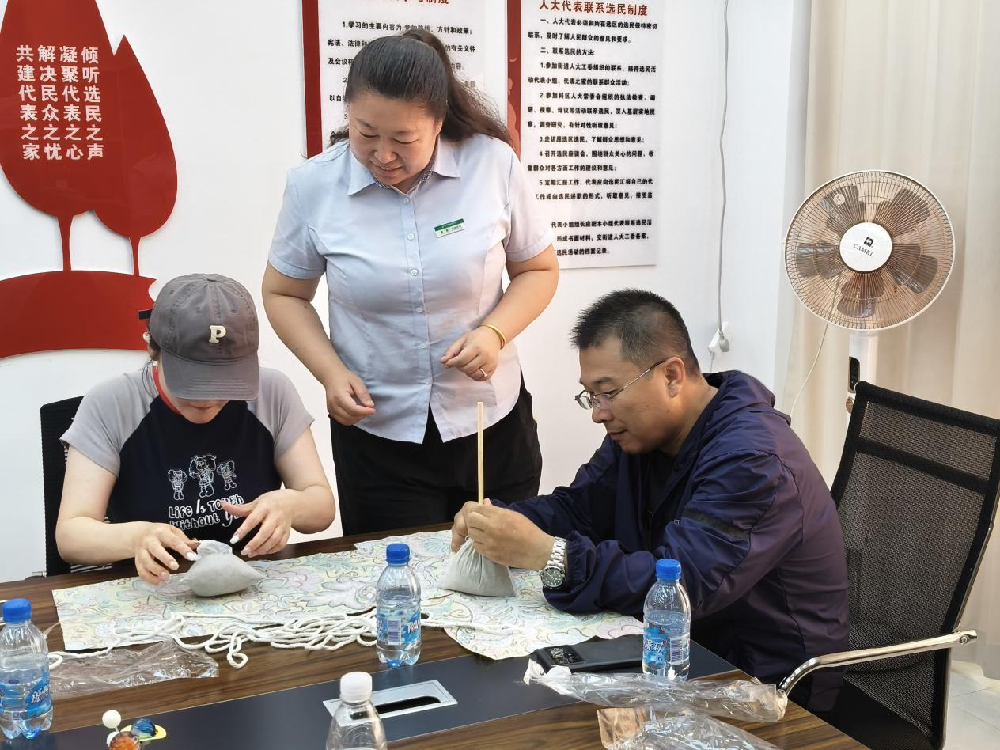 倾听选民之声
凝聚代表之心
解决民众之忧
共建代表之家
1.学习的主要内容为:党的路线、方针和政策;
宪法、法律和
的有关文件
及会议
内容。
2.
以自
3.
人大代表联系选民制度
一、人大代表必须和所在选区的选民保持密切
联系,及时了解人民群众的意见和要求。
二、联系选民的方法:
1.参加街道人大工委组织的联系、接待选民活
动代表小组、代表之家的联系群众活动;
2.参加科区人大常委会组织的执法检查、调
研、视察、评议等活动联系选民,深入基层实地视
察,调查研究,有针对性听取意见;
3.走访原选区选民,了解群众思想和意见;
4.召开选民座谈会,围绕群众关心的问题,收
集群众对各方面工作的建议和意见;
5.定期汇报工作,代表应向选民汇报自己的代
工作或向选民述职的形式,听取意见,接受监
代表小组组长应把本小组代表联系选民活
形成书面材料,交街道人大工委备案,
选民活动的档案记录。
CAMEL
P
Life Is
Without